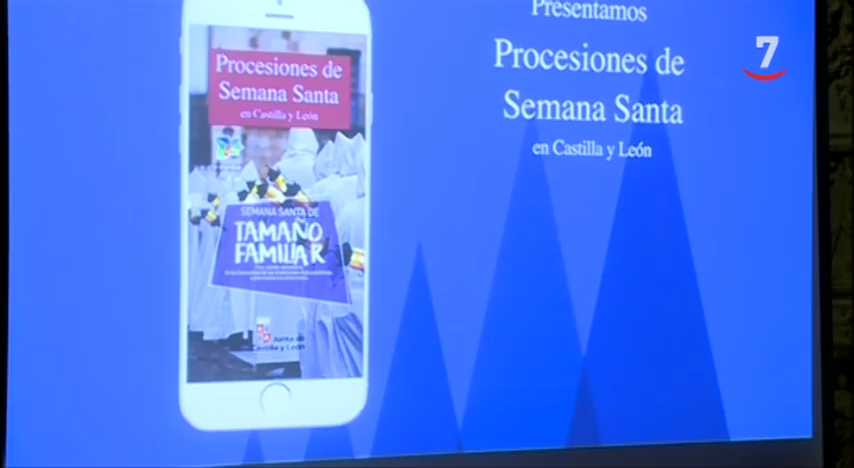 Presentamos
Procesiones de
Semana Santa
en Castilla y León
7
Procesiones de
Semana Santa
en Castilla y León
SEMANA SANTA DE
TAMAÑO
FAMILIAR
Junta de
Castilla y León